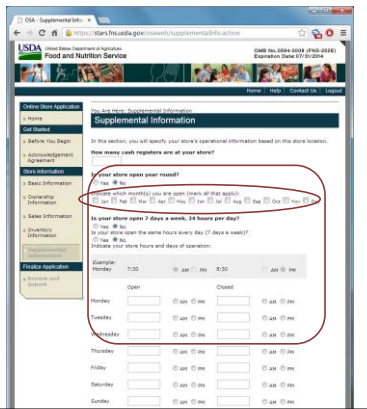 OSA - Supplemental Info
https://stars.fns.usda.gov/osaweb/supplementalInfo.action
USDA United States Department of Agriculture
Food and Nutrition Service
OMB No.0584-0008 (FNS-252E)
Expiration Date: 07/31/2014
Home | Help | Contact Us | Logout
Online Store Application
Home
Get Started
Before You Begin
Acknowledgement
Agreement
Store Information
Basic Information
Ownership
Information
Sales Information
Inventory
Information
Supplemental
Information
Finalize Application
Review and
Submit
You Are Here: Supplemental Information
Supplemental Information
In this section, you will specify your store's operational information based on this store location.
How many cash registers are at your store?
Is your store open year round?
Yes No
Indicate which month(s) you are open (mark all that apply):
Jan Feb Mar Apr May Jun Jul Aug Sep Oct Nov Dec
Is your store open 7 days a week, 24 hours per day?
Yes No
Is your store open the same hours every day (7 days a week)?
Yes No
Indicate your store hours and days of operation:
Example:
Monday 7:30 AM PM 8:30 AM PM
Open Closed
Monday AM PM AM PM
Tuesday AM PM AM PM
Wednesday AM PM AM PM
Thursday AM PM AM PM
Friday AM PM AM PM
Saturday AM PM AM PM
Sunday AM PM AM PM